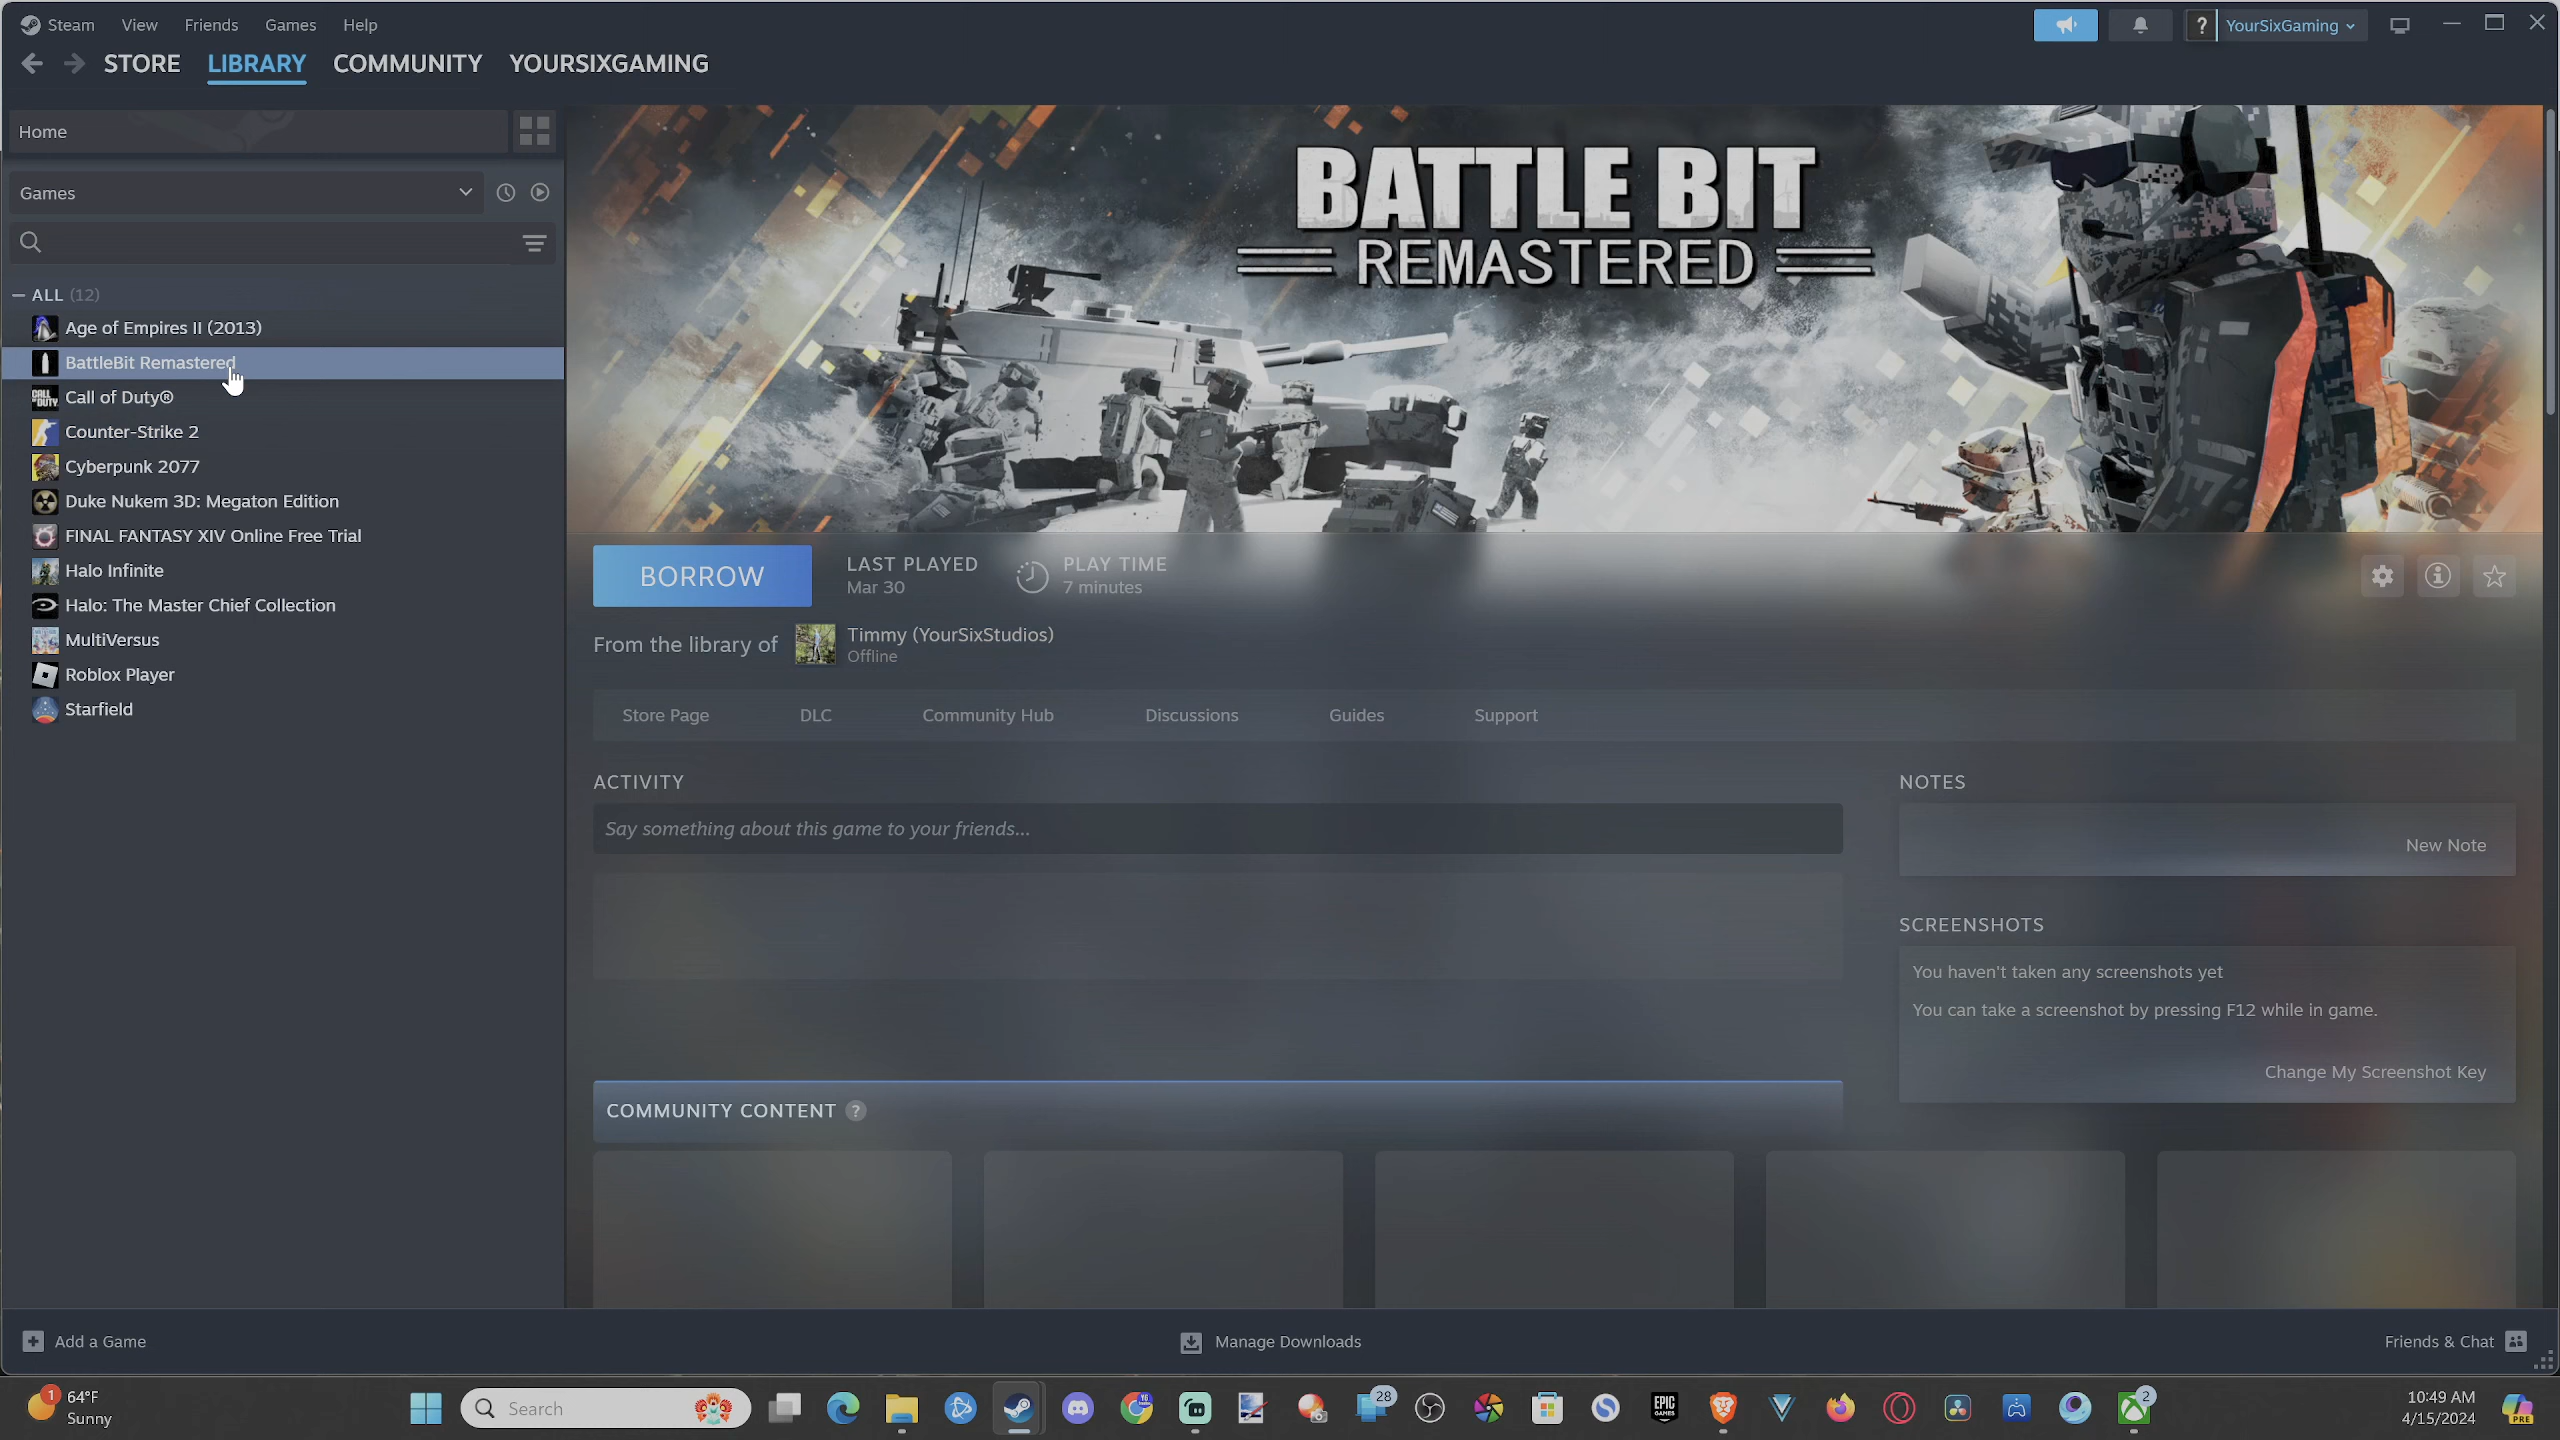 Steam View Friends Games Help
? YourSixGaming
STORE LIBRARY COMMUNITY YOURSIXGAMING
Home
Games
ALL (12)
Age of Empires II (2013)
BattleBit Remastered
Call of Duty®
Counter-Strike 2
Cyberpunk 2077
Duke Nukem 3D: Megaton Edition
FINAL FANTASY XIV Online Free Trial
Halo Infinite
Halo: The Master Chief Collection
MultiVersus
Roblox Player
Starfield
BATTLE BIT
REMASTERED
BORROW
LAST PLAYED
Mar 30
PLAY TIME
7 minutes
From the library of
Timmy (YourSixStudios)
Offline
Store Page DLC Community Hub Discussions Guides Support
ACTIVITY
Say something about this game to your friends...
NOTES
New Note
SCREENSHOTS
You haven't taken any screenshots yet
You can take a screenshot by pressing F12 while in game.
Change My Screenshot Key
COMMUNITY CONTENT ?
Add a Game
Manage Downloads
Friends & Chat
1 64°F
Sunny
Search
28
EPIC
GAMES
2
10:49 AM
4/15/2024
PRE